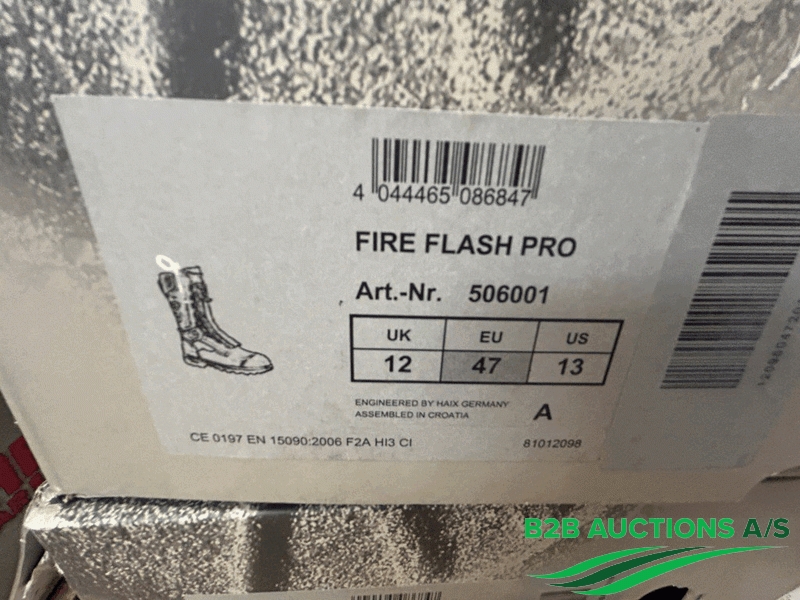 4 044465 086847
FIRE FLASH PRO
Art.-Nr. 506001
UK EU US
12 47 13
ENGINEERED BY HAIX GERMANY
ASSEMBLED IN CROATIA
A
CE 0197 EN 15090:2006 F2A HI3 CI
81012098
B2B AUCTIONS A/S